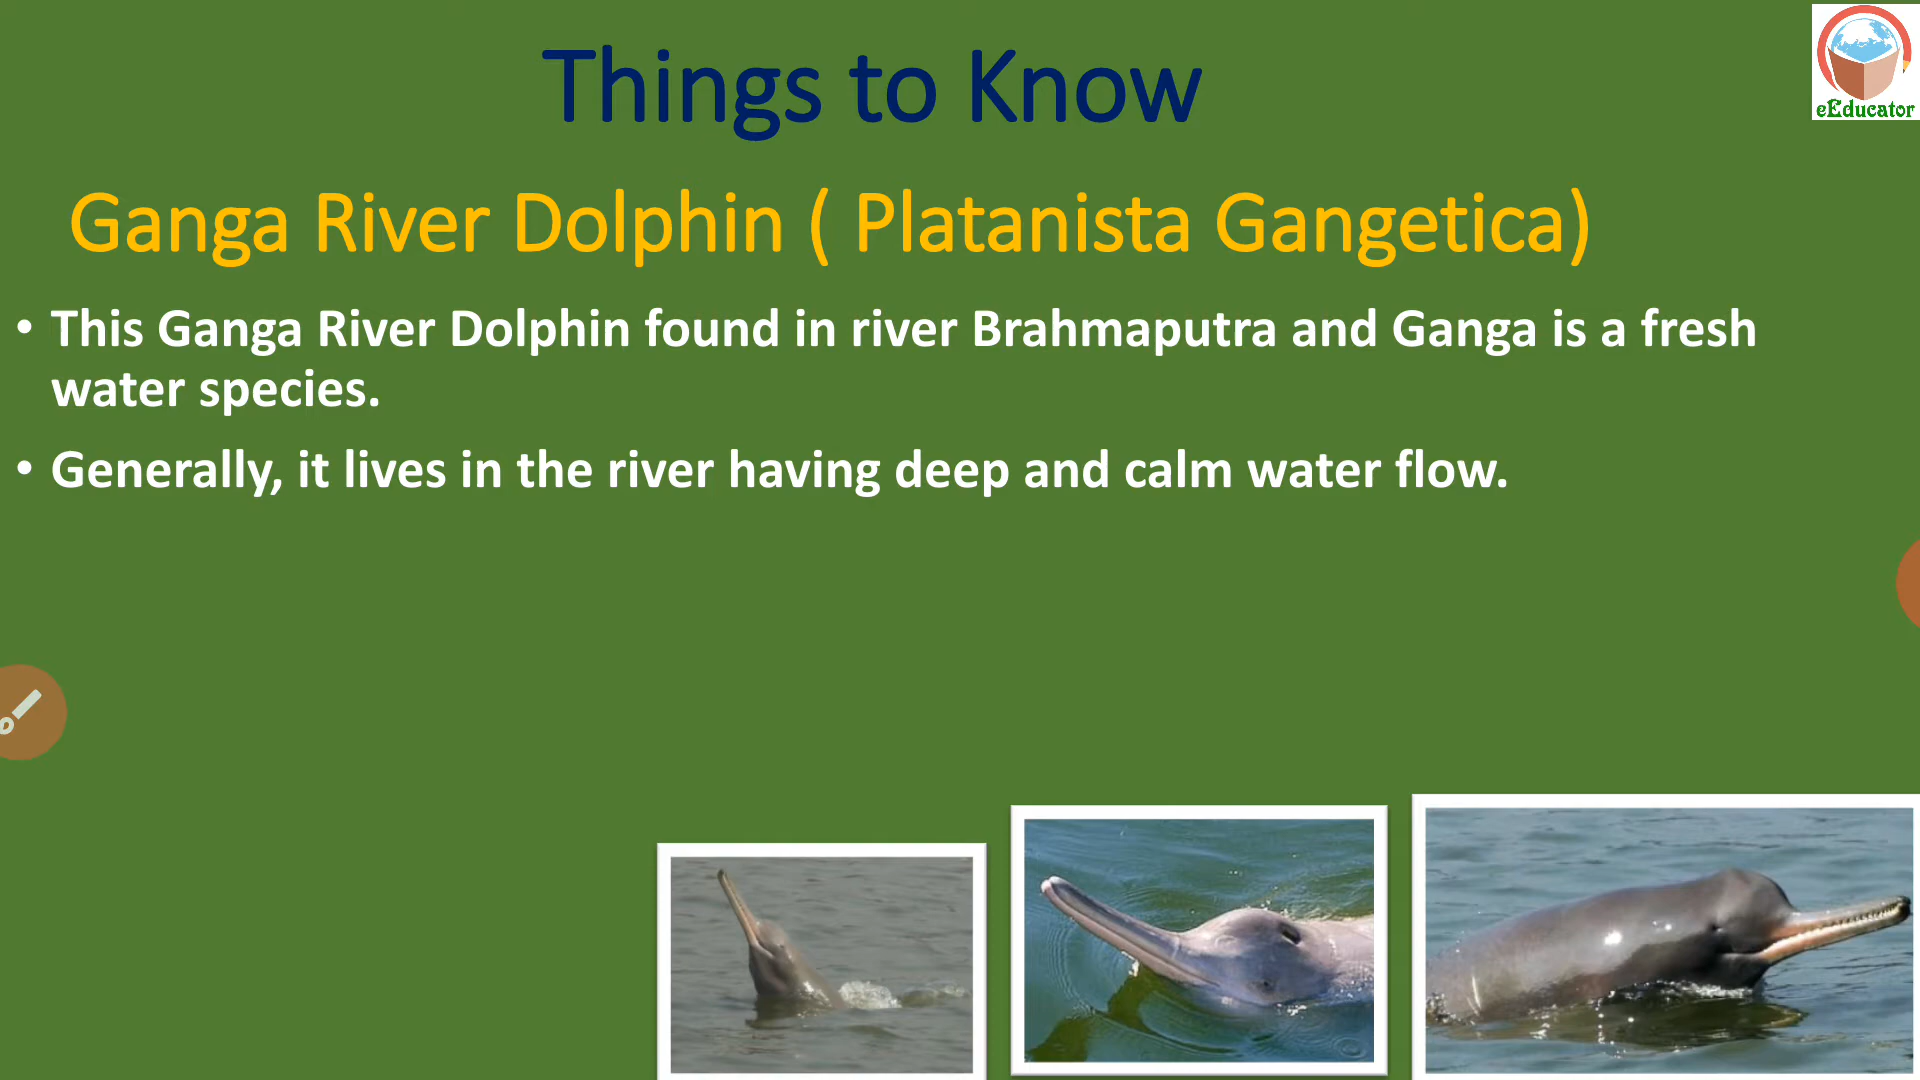 Things to Know
eEducator
Ganga River Dolphin ( Platanista Gangetica)
• This Ganga River Dolphin found in river Brahmaputra and Ganga is a fresh
water species.
• Generally, it lives in the river having deep and calm water flow.